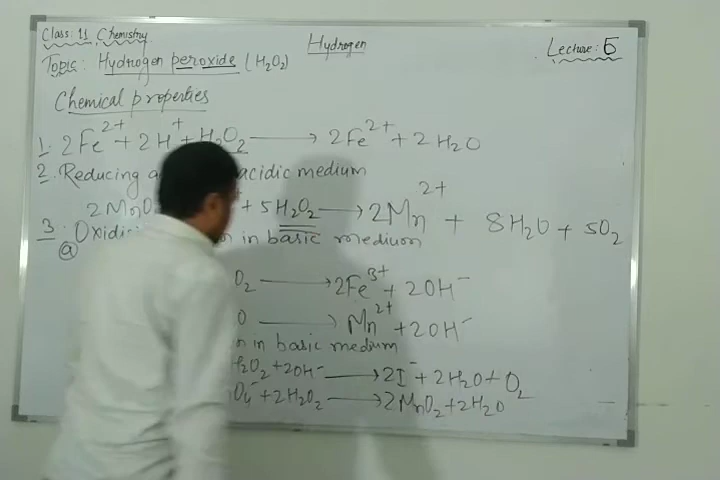 Class: 11 Chemistry
Hydrogen
Lecture: 5
Topic: Hydrogen peroxide (H₂O₂)
Chemical properties
1. 2Fe²⁺ + 2H⁺ + H₂O₂ → 2Fe²⁺ + 2H₂O
2. Reducing acidic medium
2MnO + 5H₂O₂ → 2Mn²⁺ + 8H₂O + 5O₂
3. in basic medium
(a)
O₂ → 2Fe³⁺ + 2OH⁻
O → Mn²⁺ + 2OH⁻
in basic medium
H₂O₂ + 2OH⁻ → 2I⁻ + 2H₂O + O₂
O₄⁻ + 2H₂O₂ → 2MnO₂ + 2H₂O